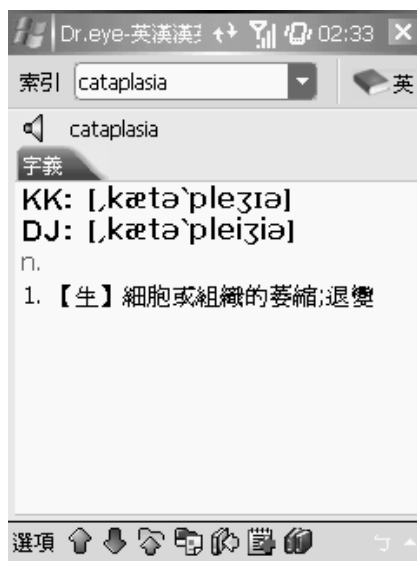 Dr.eye-英漢漢 02:33
索引 cataplasia 英
cataplasia
字義
KK: [ˌkætəˋpleʒɪə]
DJ: [ˌkætəˋpleiʒiə]
n.
1. 【生】細胞或組織的萎縮;退變
選項 ㄅ